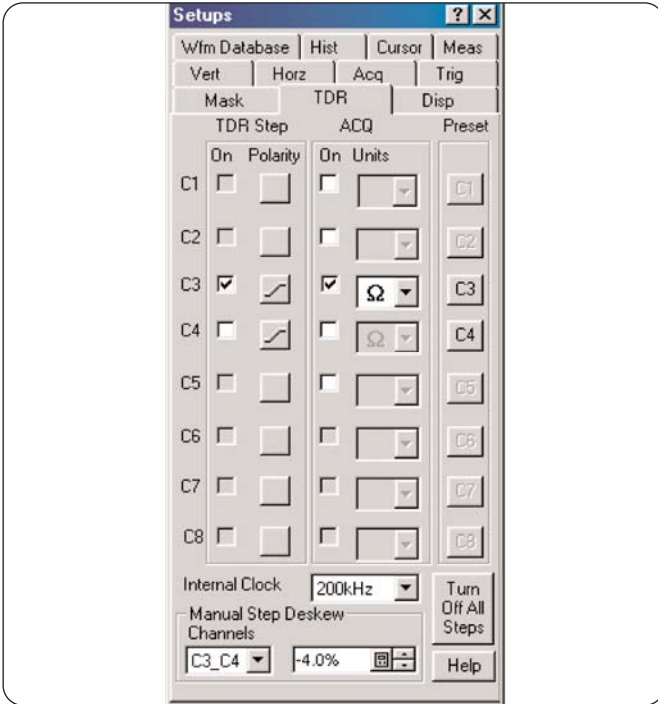 Setups
Wfm Database Hist Cursor Meas
Vert Horz Acq Trig
Mask TDR Disp
TDR Step ACQ Preset
On Polarity On Units
C1 C1
C2 C2
C3 Ω C3
C4 Ω C4
C5 C5
C6 C6
C7 C7
C8 C8
Internal Clock 200kHz
Turn Off All Steps
Manual Step Deskew
Channels
C3_C4 -4.0%
Help